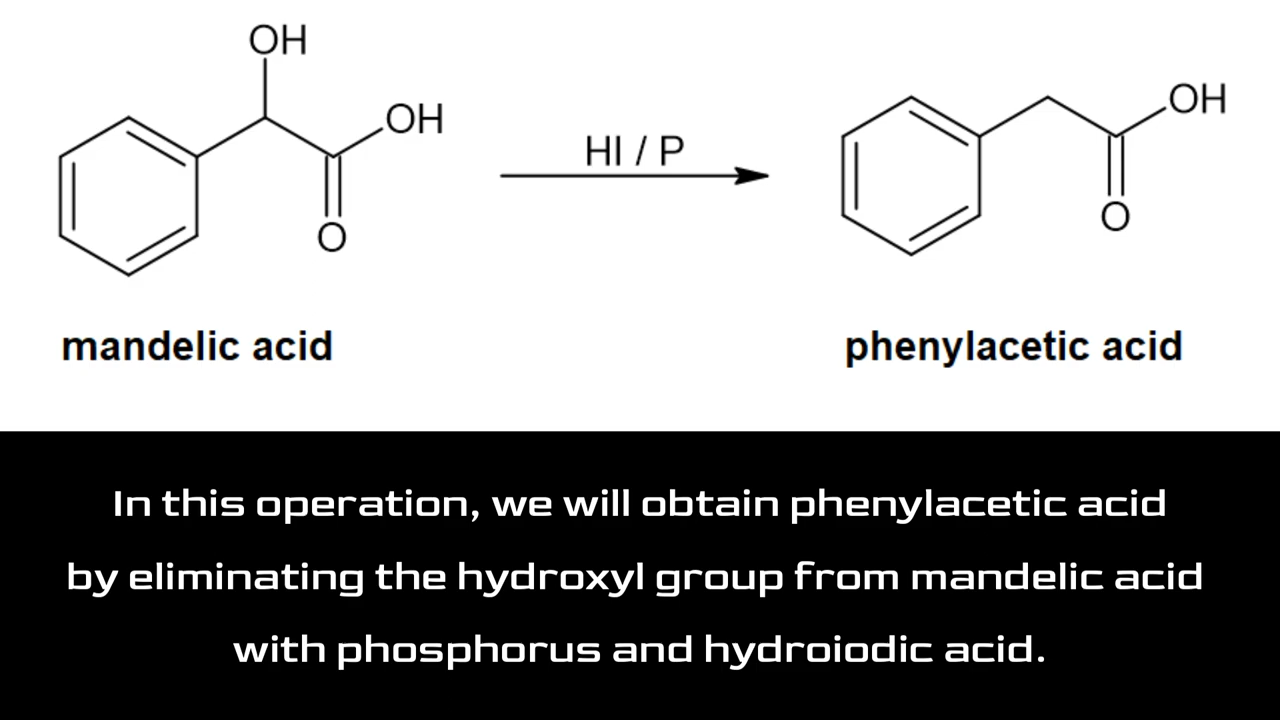 OH
OH
O
mandelic acid
HI / P
OH
O
phenylacetic acid
In this operation, we will obtain phenylacetic acid
by eliminating the hydroxyl group from mandelic acid
with phosphorus and hydroiodic acid.